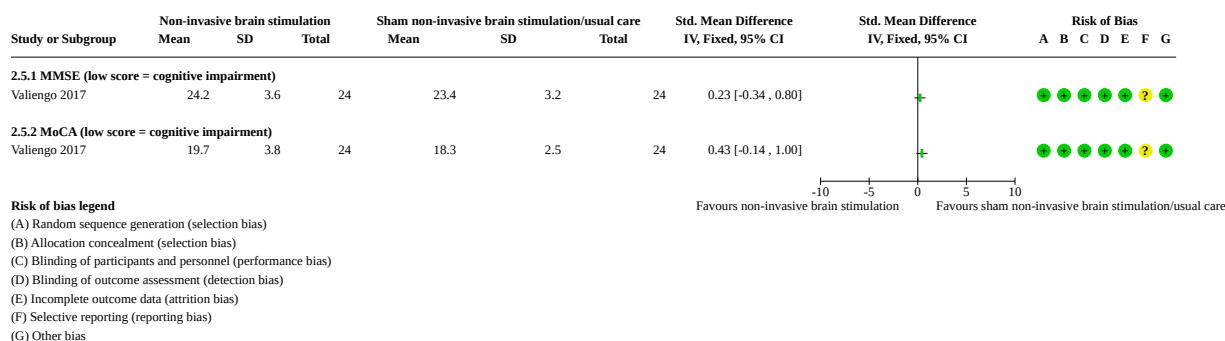 Non-invasive brain stimulation Sham non-invasive brain stimulation/usual care Std. Mean Difference Std. Mean Difference Risk of Bias
Study or Subgroup Mean SD Total Mean SD Total IV, Fixed, 95% CI IV, Fixed, 95% CI A B C D E F G
2.5.1 MMSE (low score = cognitive impairment)
Valiengo 2017 24.2 3.6 24 23.4 3.2 24 0.23 [-0.34 , 0.80] + + + + + ? +
2.5.2 MoCA (low score = cognitive impairment)
Valiengo 2017 19.7 3.8 24 18.3 2.5 24 0.43 [-0.14 , 1.00] + + + + + ? +
-10 -5 0 5 10
Risk of bias legend Favours non-invasive brain stimulation Favours sham non-invasive brain stimulation/usual care
(A) Random sequence generation (selection bias)
(B) Allocation concealment (selection bias)
(C) Blinding of participants and personnel (performance bias)
(D) Blinding of outcome assessment (detection bias)
(E) Incomplete outcome data (attrition bias)
(F) Selective reporting (reporting bias)
(G) Other bias